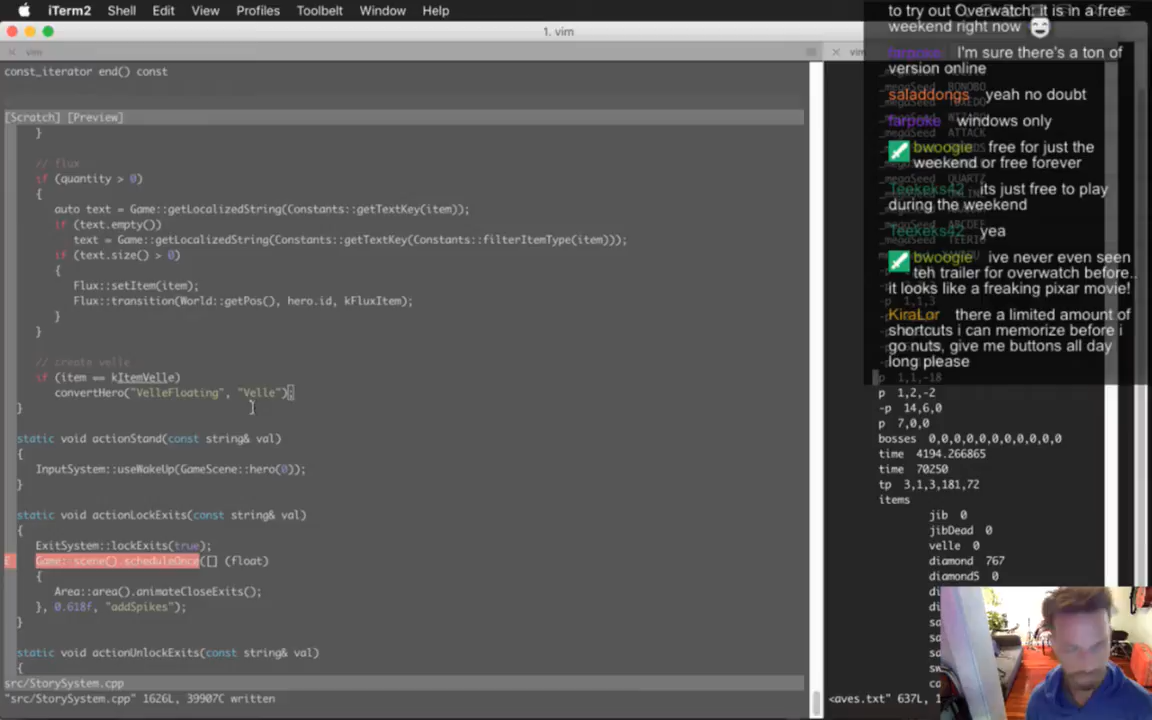 iTerm2 Shell Edit View Profiles Toolbelt Window Help
1. vim
vim
const_iterator end() const
[Scratch] [Preview]
}
// flux
if (quantity > 0)
{
auto text = Game::getLocalizedString(Constants::getTextKey(item));
if (text.empty())
text = Game::getLocalizedString(Constants::getTextKey(Constants::filterItemType(item)));
if (text.size() > 0)
{
Flux::setItem(item);
Flux::transition(World::getPos(), hero.id, kFluxItem);
}
}
// create velle
if (item == kItemVelle)
convertHero("VelleFloating", "Velle");
}
static void actionStand(const string& val)
{
InputSystem::useWakeUp(GameScene::hero(0));
}
static void actionLockExits(const string& val)
{
ExitSystem::lockExits(true);
Game::scene().scheduleOnce([] (float)
{
Area::area().animateCloseExits();
}, 0.618f, "addSpikes");
}
static void actionUnlockExits(const string& val)
{
src/StorySystem.cpp
"src/StorySystem.cpp" 1626L, 39907C written
to try out Overwatch, it is in a free
weekend right now
farpoke I'm sure there's a ton of
version online
saladdongs yeah no doubt
farpoke windows only
bwoogie free for just the
weekend or free forever
Teekeks42 its just free to play
during the weekend
Teekeks42 yea
bwoogie ive never even seen
teh trailer for overwatch before..
it looks like a freaking pixar movie!
KiraLor there a limited amount of
shortcuts i can memorize before i
go nuts, give me buttons all day
long please
p 1,1,-18
p 1,2,-2
-p 14,6,0
p 7,0,0
bosses 0,0,0,0,0,0,0,0,0,0
time 4194.266865
time 70250
tp 3,1,3,181,72
items
jib 0
jibDead 0
velle 0
diamond 767
diamond5 0
<aves.txt" 637L, 1